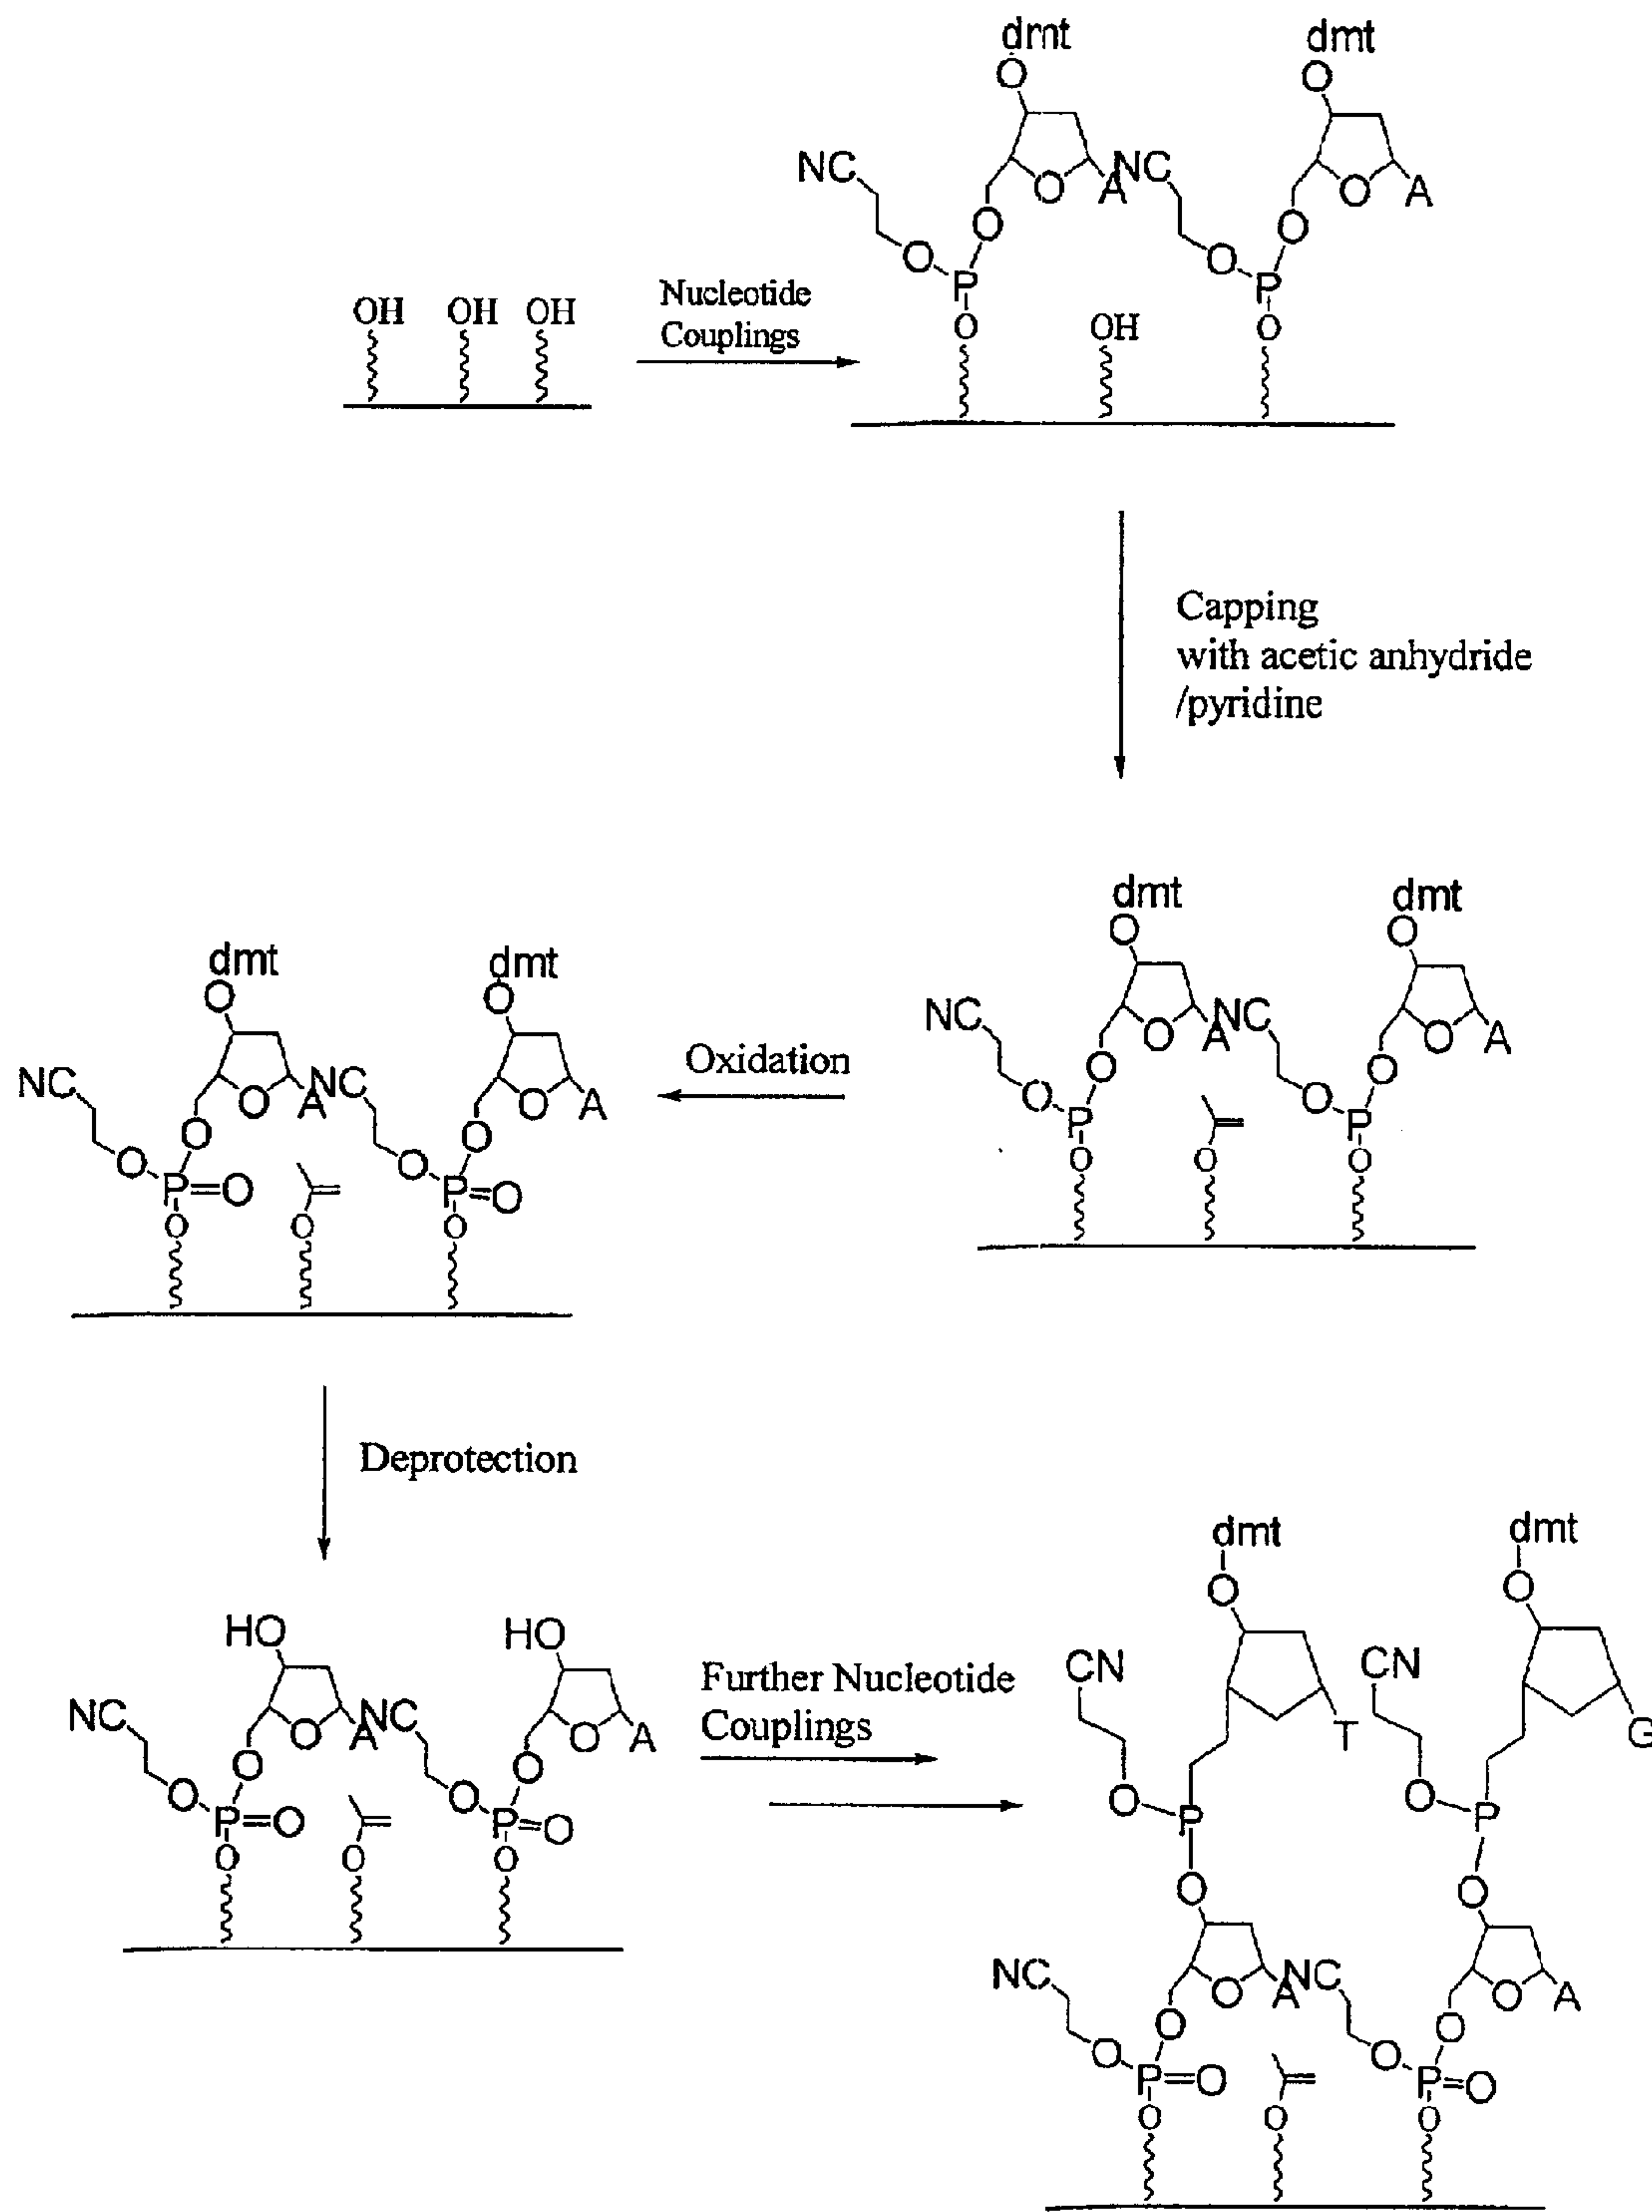 dmt dmt
O O
NC O A NC O A
O O
O P O P
O OH O
OH OH OH
Nucleotide
Couplings
Capping
with acetic anhydride
/pyridine
dmt dmt
O O
NC O A NC O A
O O
O P O P
O O O
Oxidation
dmt dmt
O O
NC O A NC O A
O O
O P=O O P=O
O O O
Deprotection
HO HO
NC O A NC O A
O O
O P=O O P=O
O O O
Further Nucleotide
Couplings
dmt dmt
O O
CN T CN G
O P O P
O O
NC O A NC O A
O O
O P=O O P=O
O O O